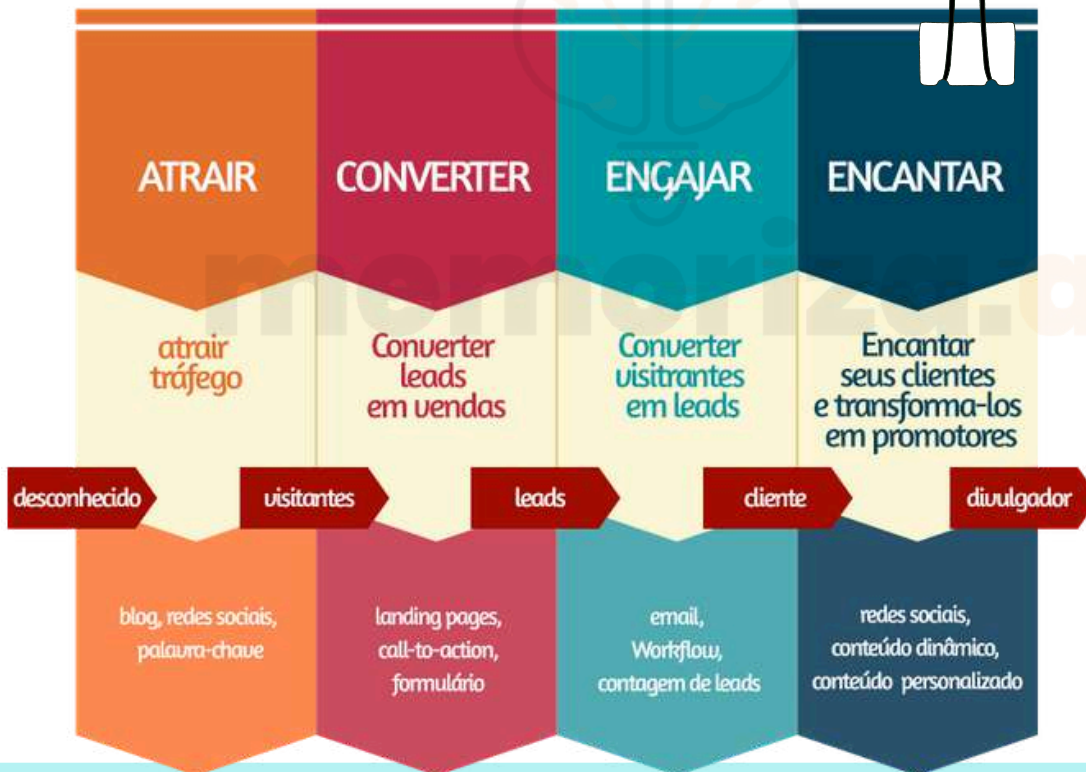 ATRAIR
CONVERTER
ENGAJAR
ENCANTAR
atrair
tráfego
Converter
leads
em vendas
Converter
visitrantes
em leads
Encantar
seus clientes
e transforma-los
em promotores
desconhecido
visitantes
leads
cliente
divulgador
blog, redes sociais,
palavra-chave
landing pages,
call-to-action,
formulário
email,
Workflow,
contagem de leads
redes sociais,
conteúdo dinâmico,
conteúdo personalizado
memoriza.a